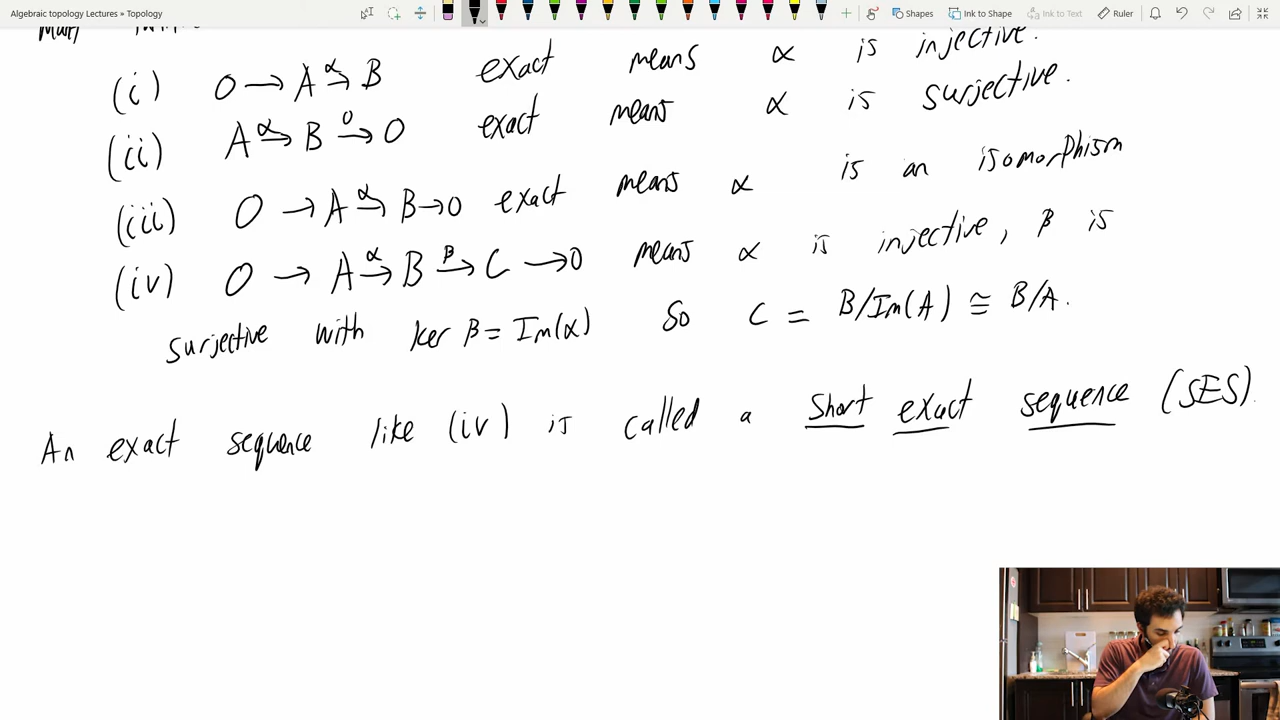 Algebraic topology Lectures » Topology
Shapes
Ink to Shape
Ink to Text
Ruler
(i) 0 → A →α B exact means α is injective.
(ii) A →α B →0 0 exact means α is surjective.
(iii) 0 → A →α B → 0 exact means α is an isomorphism
(iv) 0 → A →α B →β C → 0 means α is injective, β is
surjective with ker β = Im(α) So C = B/Im(A) ≅ B/A.
An exact sequence like (iv) is called a short exact sequence (SES).